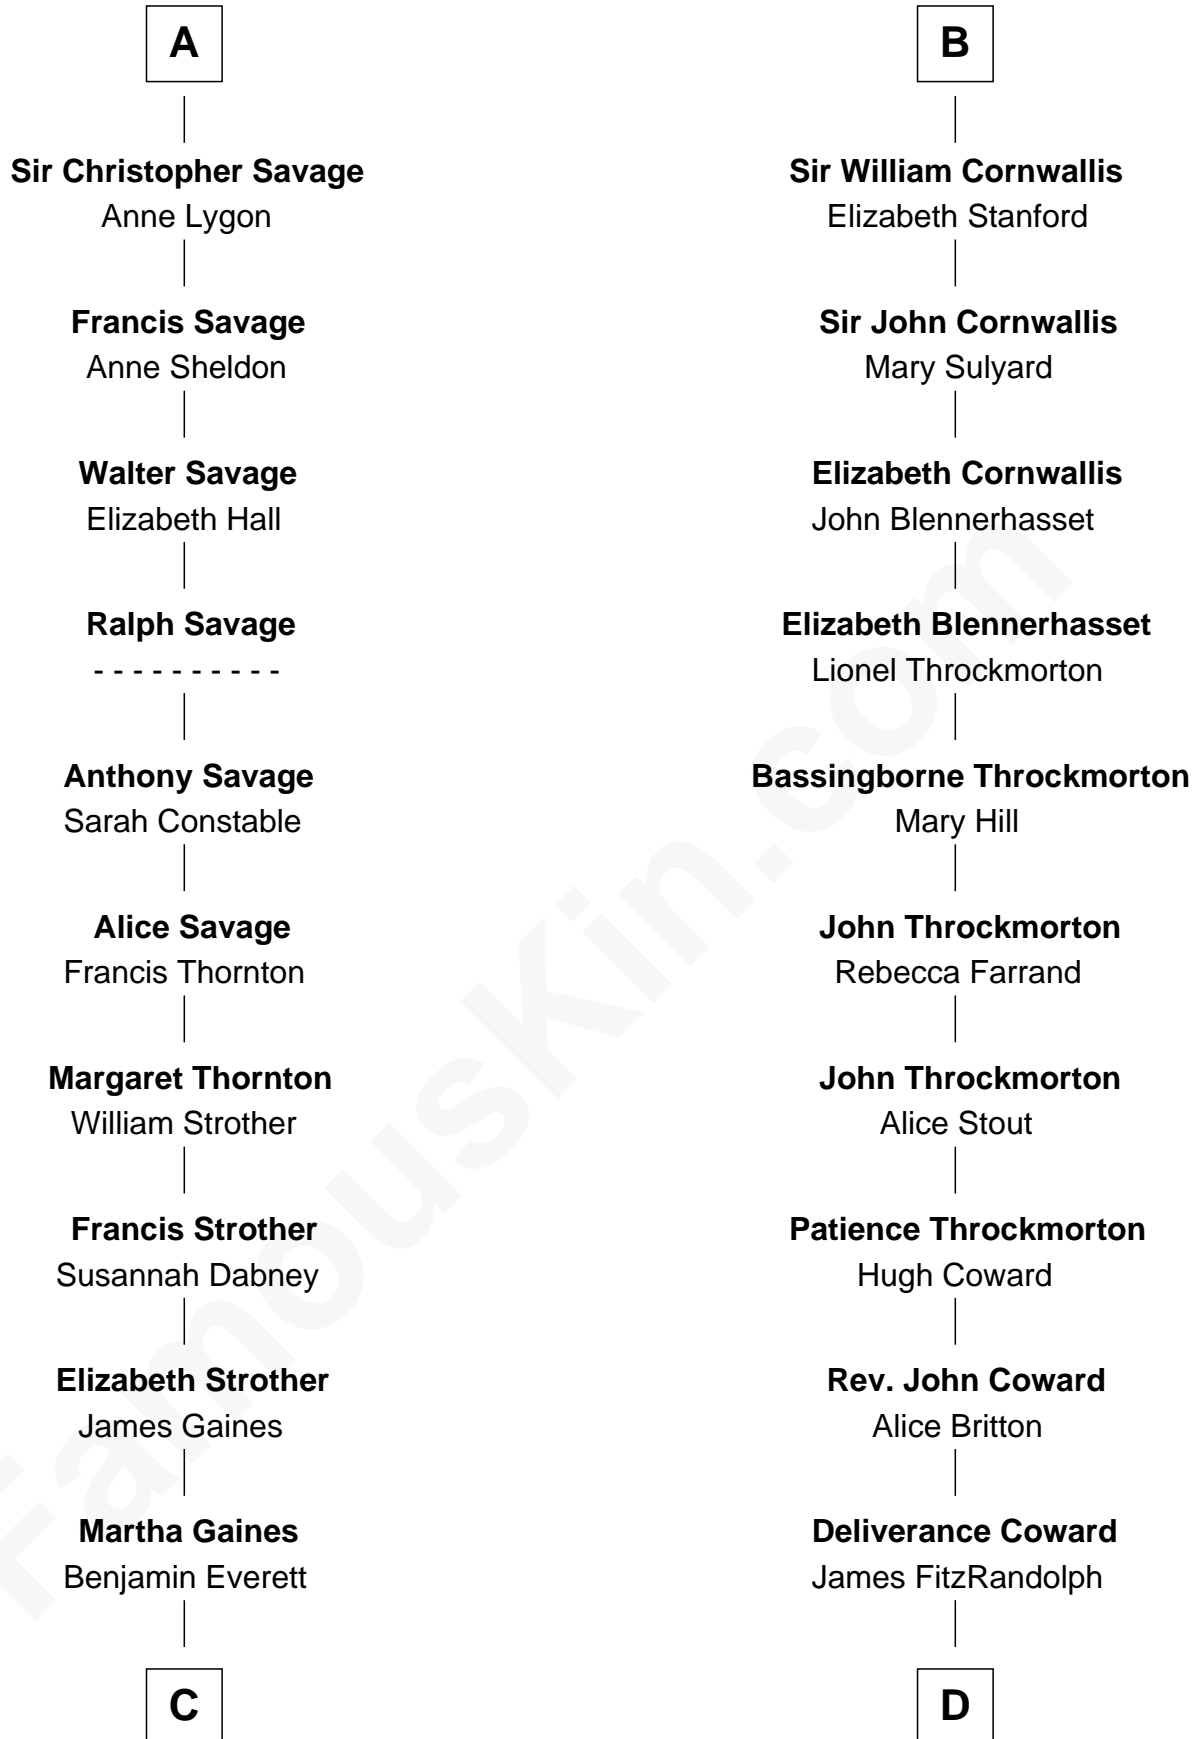 A
Sir Christopher Savage
Anne Lygon
Francis Savage
Anne Sheldon
Walter Savage
Elizabeth Hall
Ralph Savage
- - - - - - - - - -
Anthony Savage
Sarah Constable
Alice Savage
Francis Thornton
Margaret Thornton
William Strother
Francis Strother
Susannah Dabney
Elizabeth Strother
James Gaines
Martha Gaines
Benjamin Everett
C
B
Sir William Cornwallis
Elizabeth Stanford
Sir John Cornwallis
Mary Sulyard
Elizabeth Cornwallis
John Blennerhasset
Elizabeth Blennerhasset
Lionel Throckmorton
Bassingborne Throckmorton
Mary Hill
John Throckmorton
Rebecca Farrand
John Throckmorton
Alice Stout
Patience Throckmorton
Hugh Coward
Rev. John Coward
Alice Britton
Deliverance Coward
James FitzRandolph
D
FamousKin.com